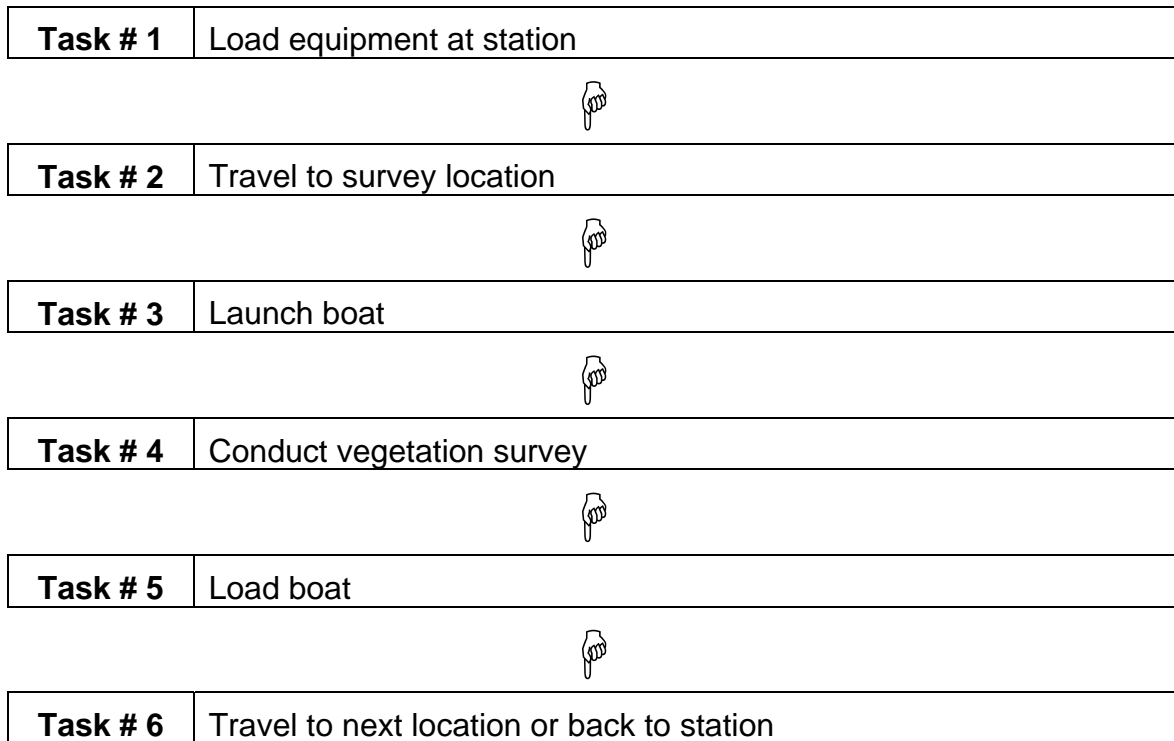 Task # 1 Load equipment at station
Task # 2 Travel to survey location
Task # 3 Launch boat
Task # 4 Conduct vegetation survey
Task # 5 Load boat
Task # 6 Travel to next location or back to station